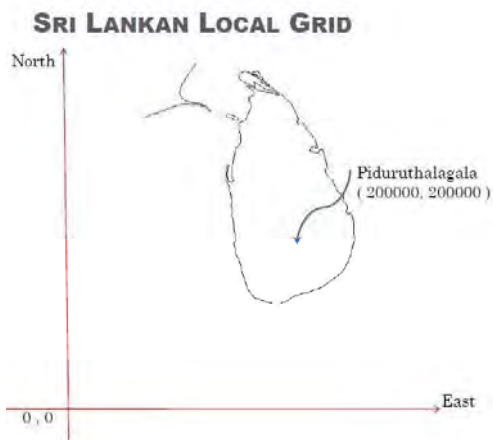 SRI LANKAN LOCAL GRID
North
Piduruthalagala
( 200000, 200000 )
East
0 , 0